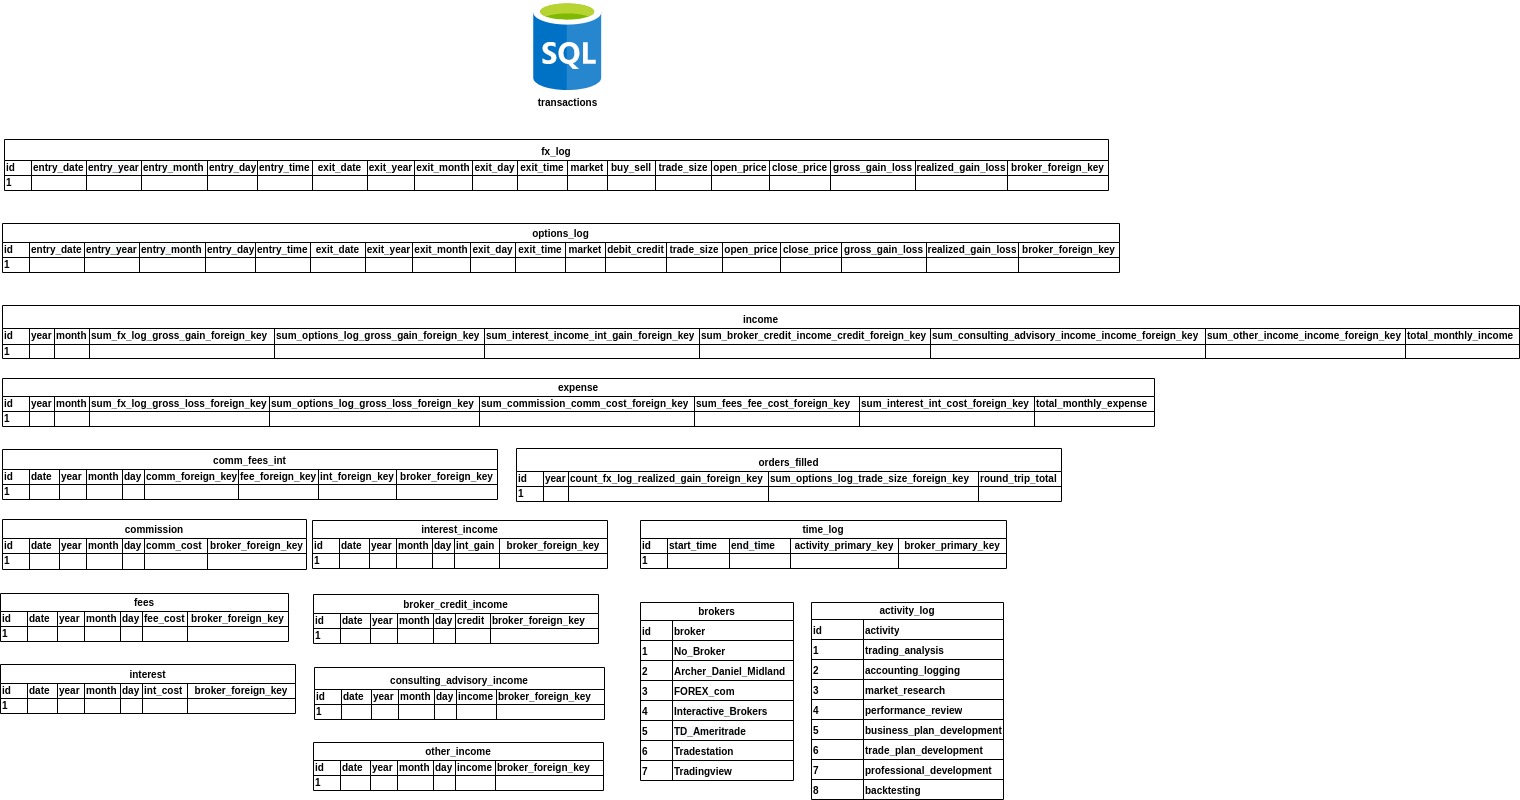 SQL
transactions
fx_log
id entry_date entry_year entry_month entry_day entry_time exit_date exit_year exit_month exit_day exit_time market buy_sell trade_size open_price close_price gross_gain_loss realized_gain_loss broker_foreign_key
1
options_log
id entry_date entry_year entry_month entry_day entry_time exit_date exit_year exit_month exit_day exit_time market debit_credit trade_size open_price close_price gross_gain_loss realized_gain_loss broker_foreign_key
1
income
id year month sum_fx_log_gross_gain_foreign_key sum_options_log_gross_gain_foreign_key sum_interest_income_int_gain_foreign_key sum_broker_credit_income_credit_foreign_key sum_consulting_advisory_income_income_foreign_key sum_other_income_income_foreign_key total_monthly_income
1
expense
id year month sum_fx_log_gross_loss_foreign_key sum_options_log_gross_loss_foreign_key sum_commission_comm_cost_foreign_key sum_fees_fee_cost_foreign_key sum_interest_int_cost_foreign_key total_monthly_expense
1
comm_fees_int
id date year month day comm_foreign_key fee_foreign_key int_foreign_key broker_foreign_key
1
orders_filled
id year count_fx_log_realized_gain_foreign_key sum_options_log_trade_size_foreign_key round_trip_total
1
commission
id date year month day comm_cost broker_foreign_key
1
interest_income
id date year month day int_gain broker_foreign_key
1
time_log
id start_time end_time activity_primary_key broker_primary_key
1
fees
id date year month day fee_cost broker_foreign_key
1
broker_credit_income
id date year month day credit broker_foreign_key
1
interest
id date year month day int_cost broker_foreign_key
1
consulting_advisory_income
id date year month day income broker_foreign_key
1
other_income
id date year month day income broker_foreign_key
1
brokers
id broker
1 No_Broker
2 Archer_Daniel_Midland
3 FOREX_com
4 Interactive_Brokers
5 TD_Ameritrade
6 Tradestation
7 Tradingview
activity_log
id activity
1 trading_analysis
2 accounting_logging
3 market_research
4 performance_review
5 business_plan_development
6 trade_plan_development
7 professional_development
8 backtesting